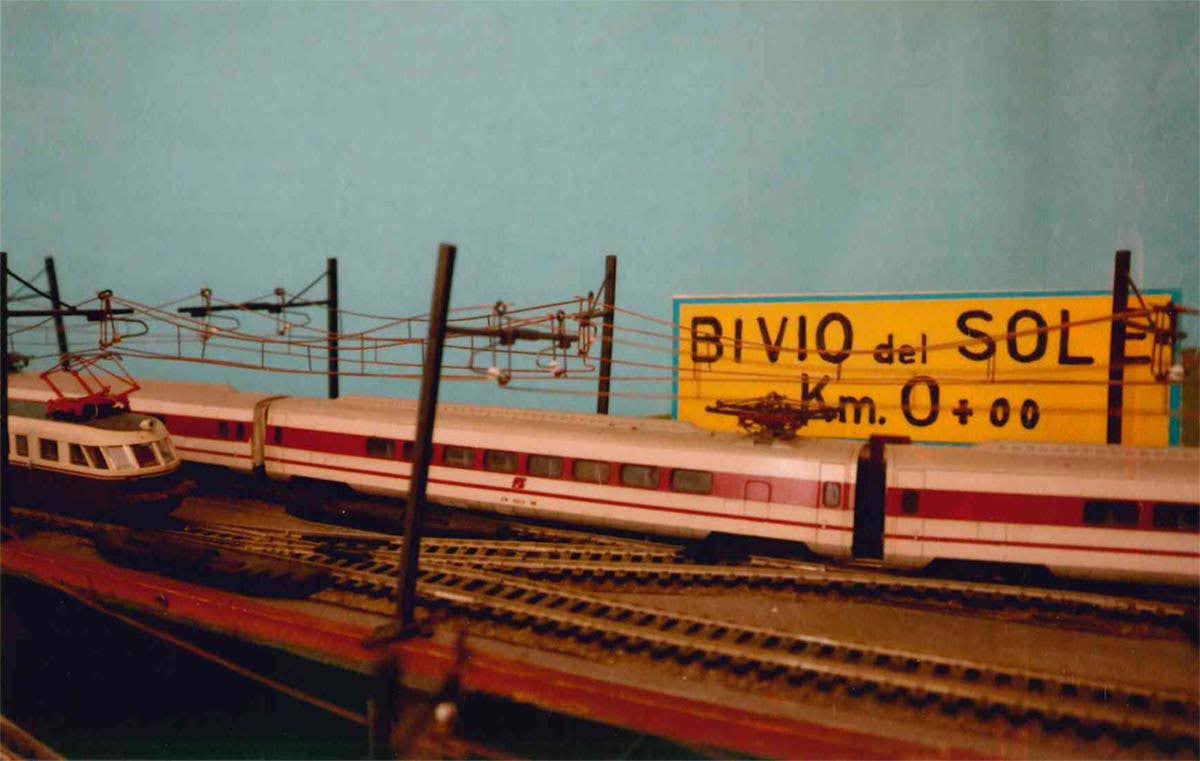 BIVIO del SOLE
Km. 0+00